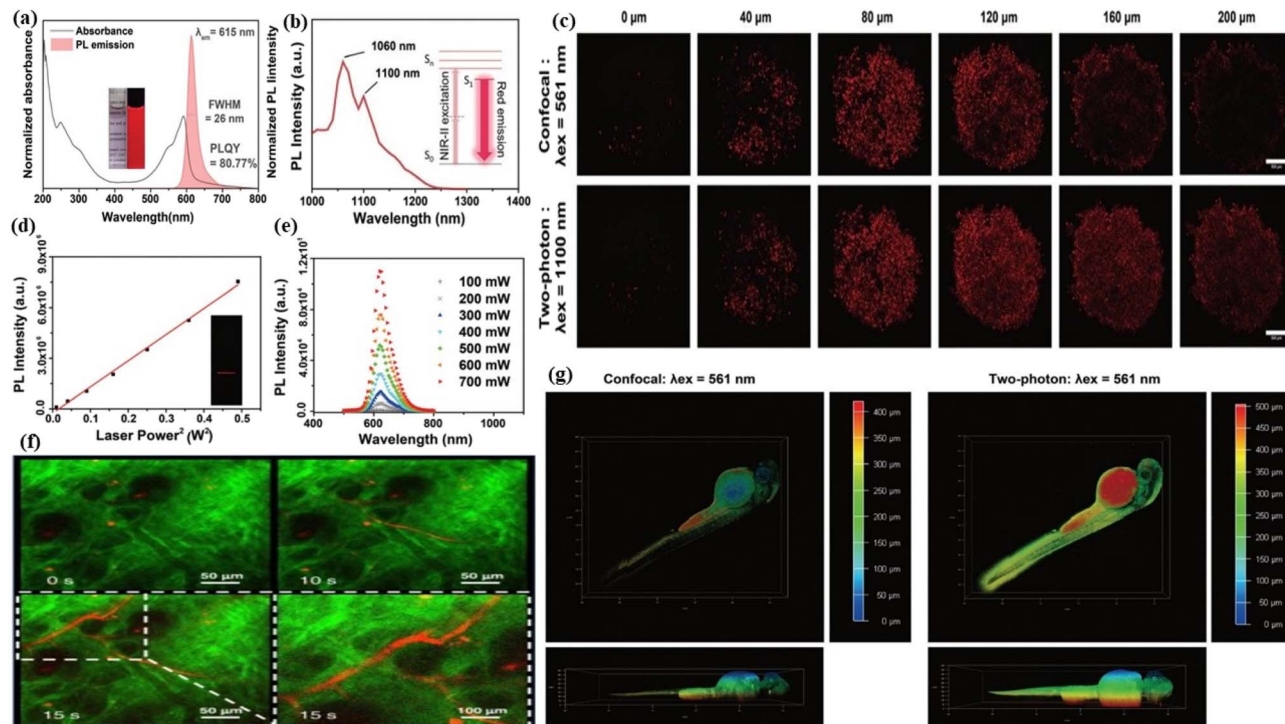 (a)
Absorbance
PL emission
λem = 615 nm
FWHM
= 26 nm
PLQY
= 80.77%
Normalized absorbance
Normalized PL Iintensity
200 300 400 500 600 700 800
Wavelength(nm)
(b)
1060 nm
1100 nm
Sn
S1
S0
NIR-II excitation
Red emission
PL Intensity (a.u.)
1000 1100 1200 1300 1400
Wavelength (nm)
(c)
0 µm 40 µm 80 µm 120 µm 160 µm 200 µm
Confocal :
λex = 561 nm
Two-photon :
λex = 1100 nm
(d)
PL Intensity (a.u.)
0.0
0.0 0.1 0.2 0.3 0.4 0.5
Laser Power² (W²)
(e)
PL Intensity (a.u.)
0.0
100 mW
200 mW
300 mW
400 mW
500 mW
600 mW
700 mW
400 600 800 1000
Wavelength (nm)
(f)
0 s
50 µm
10 s
50 µm
15 s
50 µm
15 s
100 µm
(g)
Confocal: λex = 561 nm
400 µm
350 µm
300 µm
250 µm
200 µm
150 µm
100 µm
50 µm
0 µm
Two-photon: λex = 561 nm
500 µm
450 µm
400 µm
350 µm
300 µm
250 µm
200 µm
150 µm
100 µm
50 µm
0 µm